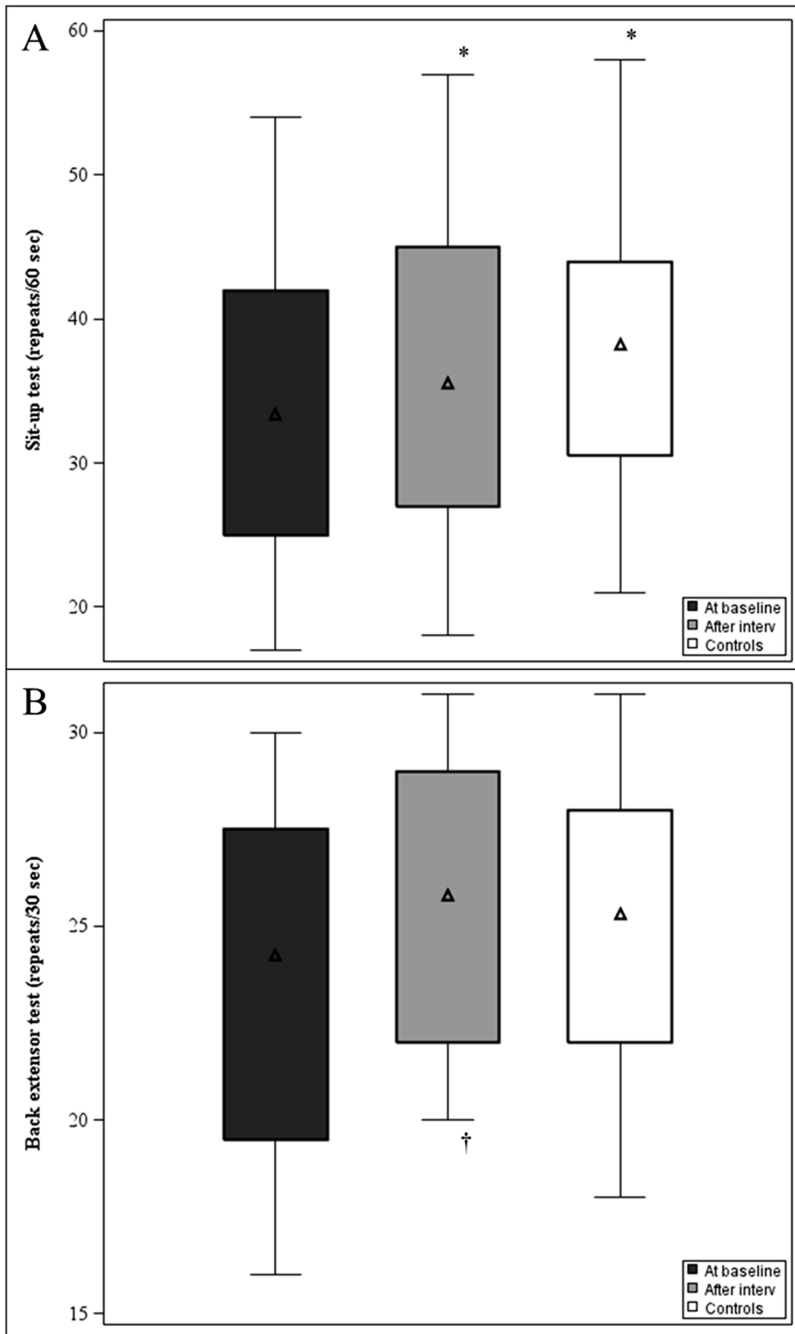 A
60
50
40
30
20
Sit-up test (repeats/60 sec)
*
*
At baseline
After interv
Controls
B
30
25
20
15
Back extensor test (repeats/30 sec)
†
At baseline
After interv
Controls